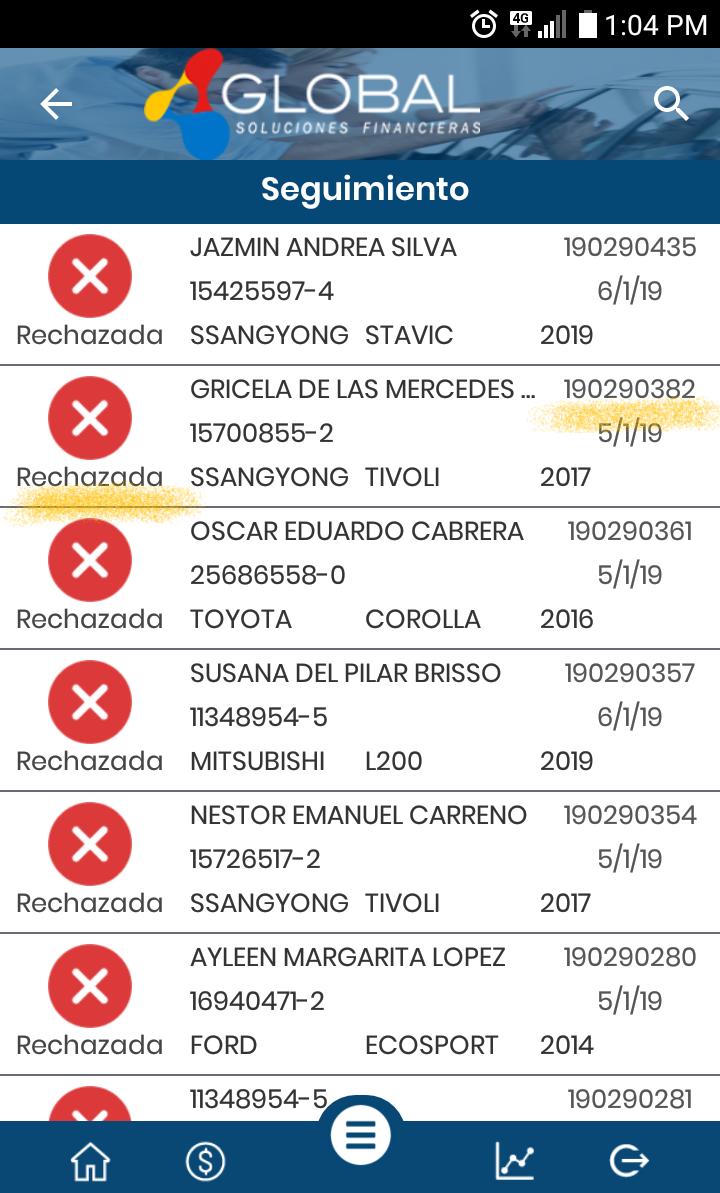 4G 1:04 PM
GLOBAL
SOLUCIONES FINANCIERAS
Seguimiento
JAZMIN ANDREA SILVA 190290435
15425597-4 6/1/19
Rechazada SSANGYONG STAVIC 2019
GRICELA DE LAS MERCEDES ... 190290382
15700855-2 5/1/19
Rechazada SSANGYONG TIVOLI 2017
OSCAR EDUARDO CABRERA 190290361
25686558-0 5/1/19
Rechazada TOYOTA COROLLA 2016
SUSANA DEL PILAR BRISSO 190290357
11348954-5 6/1/19
Rechazada MITSUBISHI L200 2019
NESTOR EMANUEL CARRENO 190290354
15726517-2 5/1/19
Rechazada SSANGYONG TIVOLI 2017
AYLEEN MARGARITA LOPEZ 190290280
16940471-2 5/1/19
Rechazada FORD ECOSPORT 2014
11348954-5 190290281